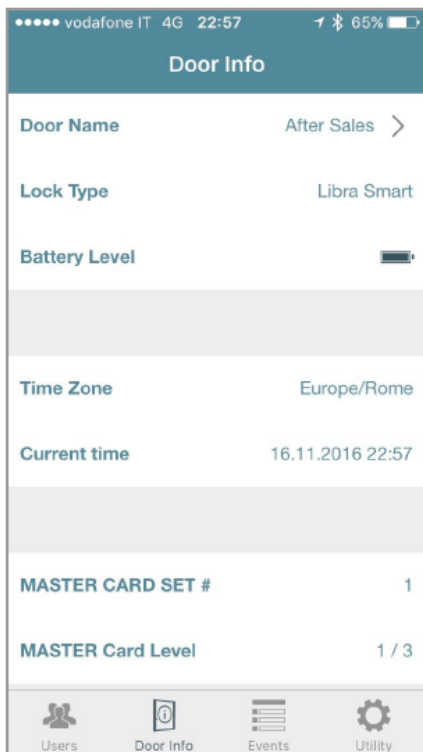 vodafone IT 4G 22:57 65%
Door Info
Door Name After Sales
Lock Type Libra Smart
Battery Level
Time Zone Europe/Rome
Current time 16.11.2016 22:57
MASTER CARD SET # 1
MASTER Card Level 1 / 3
Users Door Info Events Utility